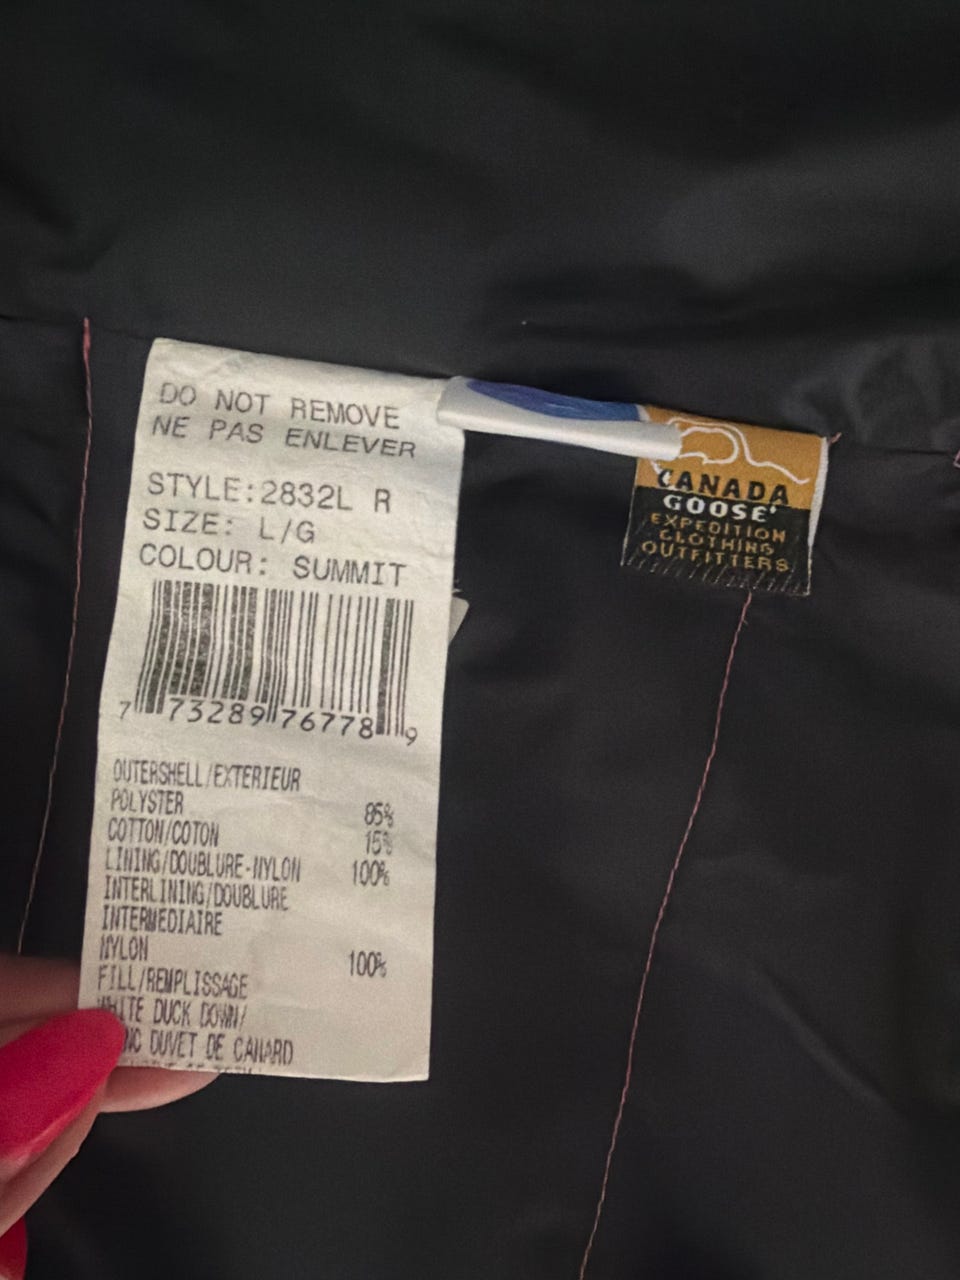 DO NOT REMOVE
NE PAS ENLEVER
STYLE:2832L R
SIZE: L/G
COLOUR: SUMMIT
7 73289 76778 9
OUTERSHELL/EXTERIEUR
POLYSTER 85%
COTTON/COTON 15%
LINING/DOUBLURE-NYLON 100%
INTERLINING/DOUBLURE
INTERMEDIAIRE
NYLON 100%
FILL/REMPLISSAGE
WHITE DUCK DOWN/
DUVET DE CANARD
CANADA
GOOSE
EXPEDITION
CLOTHING
OUTFITTERS